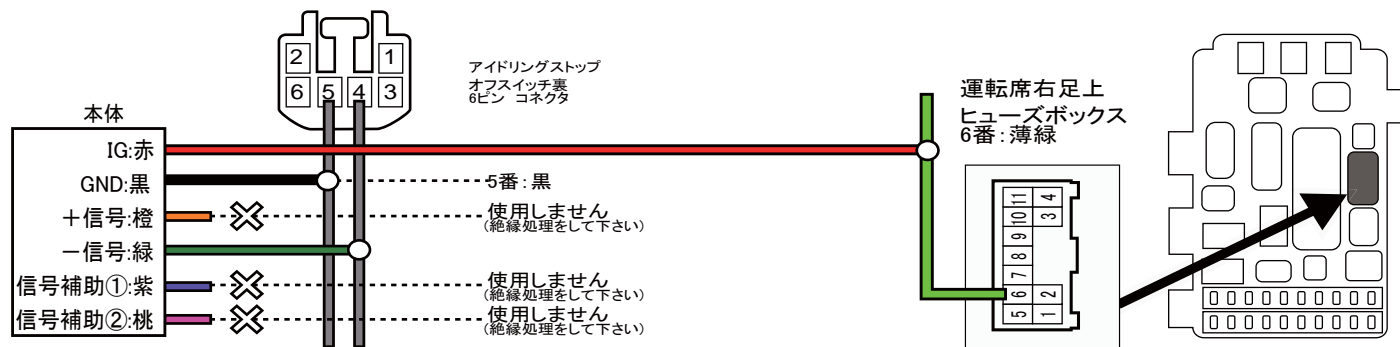 2 1
6 5 4 3
アイドリングストップ
オフスイッチ裏
6ピン コネクタ
本体
IG:赤
GND:黒
5番:黒
+信号:橙
使用しません
(絶縁処理をして下さい)
-信号:緑
信号補助①:紫
使用しません
(絶縁処理をして下さい)
信号補助②:桃
使用しません
(絶縁処理をして下さい)
運転席右足上
ヒューズボックス
6番:薄緑
11 4
10 3
9
8
7
6 2
5 1